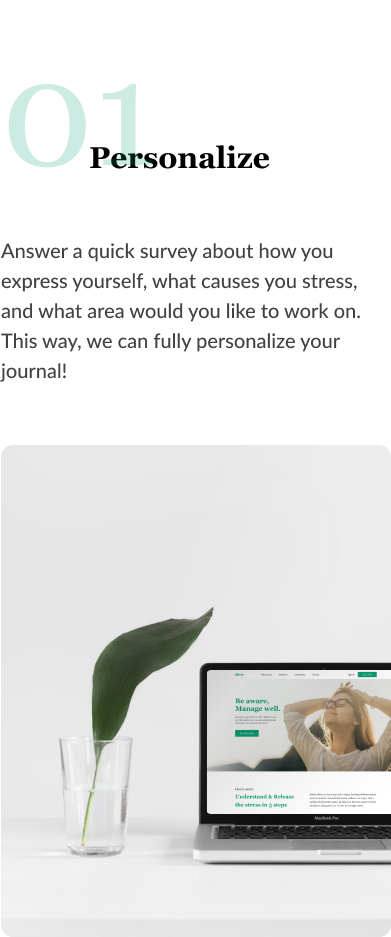 01
Personalize
Answer a quick survey about how you
express yourself, what causes you stress,
and what area would you like to work on.
This way, we can fully personalize your
journal!
Be aware,
Manage well.
Understand & Release
the stress in 3 steps
MacBook Pro